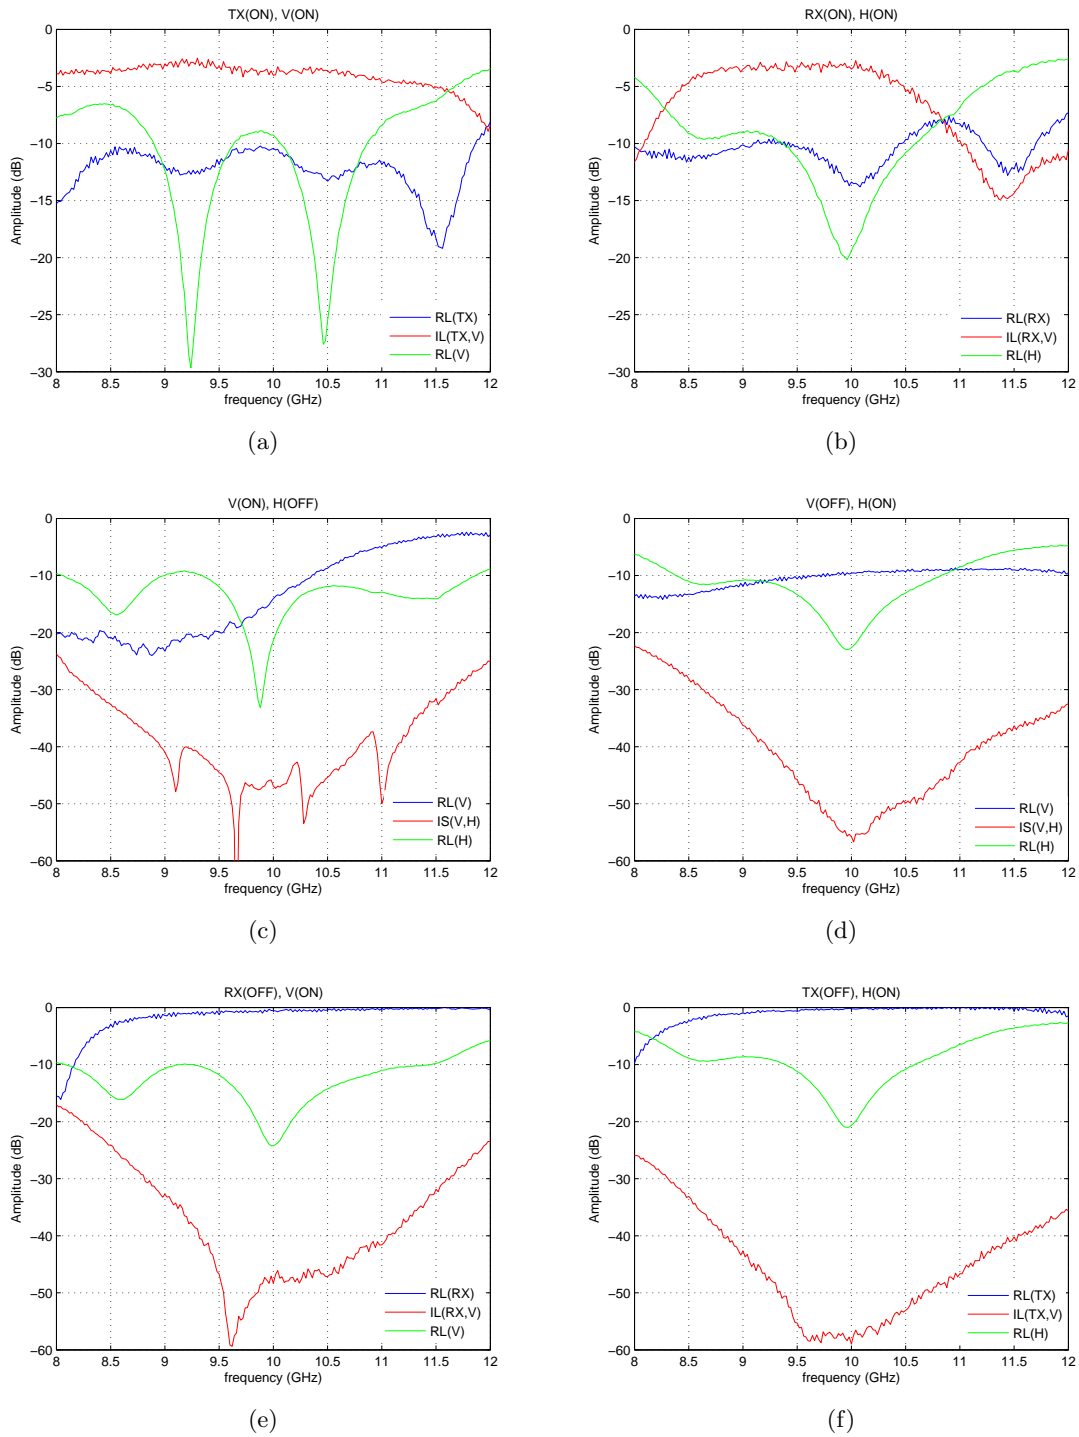 TX(ON), V(ON)
0
−5
−10
−15
−20
−25
−30
Amplitude (dB)
RL(TX)
IL(TX,V)
RL(V)
8 8.5 9 9.5 10 10.5 11 11.5 12
frequency (GHz)
(a)
RX(ON), H(ON)
0
−5
−10
−15
−20
−25
−30
Amplitude (dB)
RL(RX)
IL(RX,V)
RL(H)
8 8.5 9 9.5 10 10.5 11 11.5 12
frequency (GHz)
(b)
V(ON), H(OFF)
0
−10
−20
−30
−40
−50
−60
Amplitude (dB)
RL(V)
IS(V,H)
RL(H)
8 8.5 9 9.5 10 10.5 11 11.5 12
frequency (GHz)
(c)
V(OFF), H(ON)
0
−10
−20
−30
−40
−50
−60
Amplitude (dB)
RL(V)
IS(V,H)
RL(H)
8 8.5 9 9.5 10 10.5 11 11.5 12
frequency (GHz)
(d)
RX(OFF), V(ON)
0
−10
−20
−30
−40
−50
−60
Amplitude (dB)
RL(RX)
IL(RX,V)
RL(V)
8 8.5 9 9.5 10 10.5 11 11.5 12
frequency (GHz)
(e)
TX(OFF), H(ON)
0
−10
−20
−30
−40
−50
−60
Amplitude (dB)
RL(TX)
IL(TX,V)
RL(H)
8 8.5 9 9.5 10 10.5 11 11.5 12
frequency (GHz)
(f)